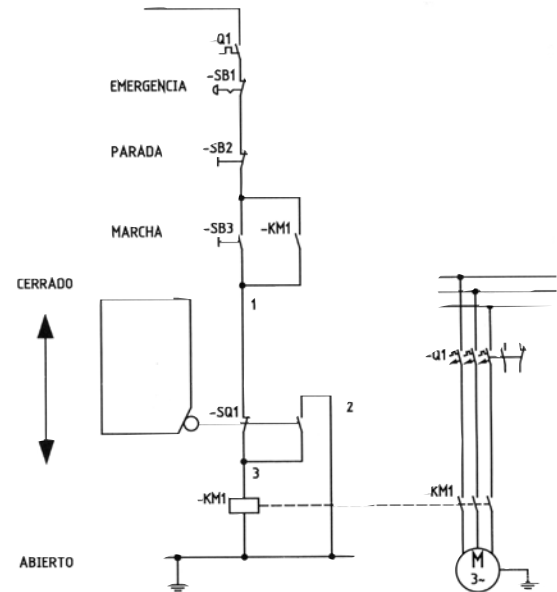 -Q1
-SB1
EMERGENCIA
-SB2
PARADA
-SB3
-KM1
MARCHA
CERRADO
1
-Q1
-SQ1
2
3
-KM1
-KM1
ABIERTO
M
3~